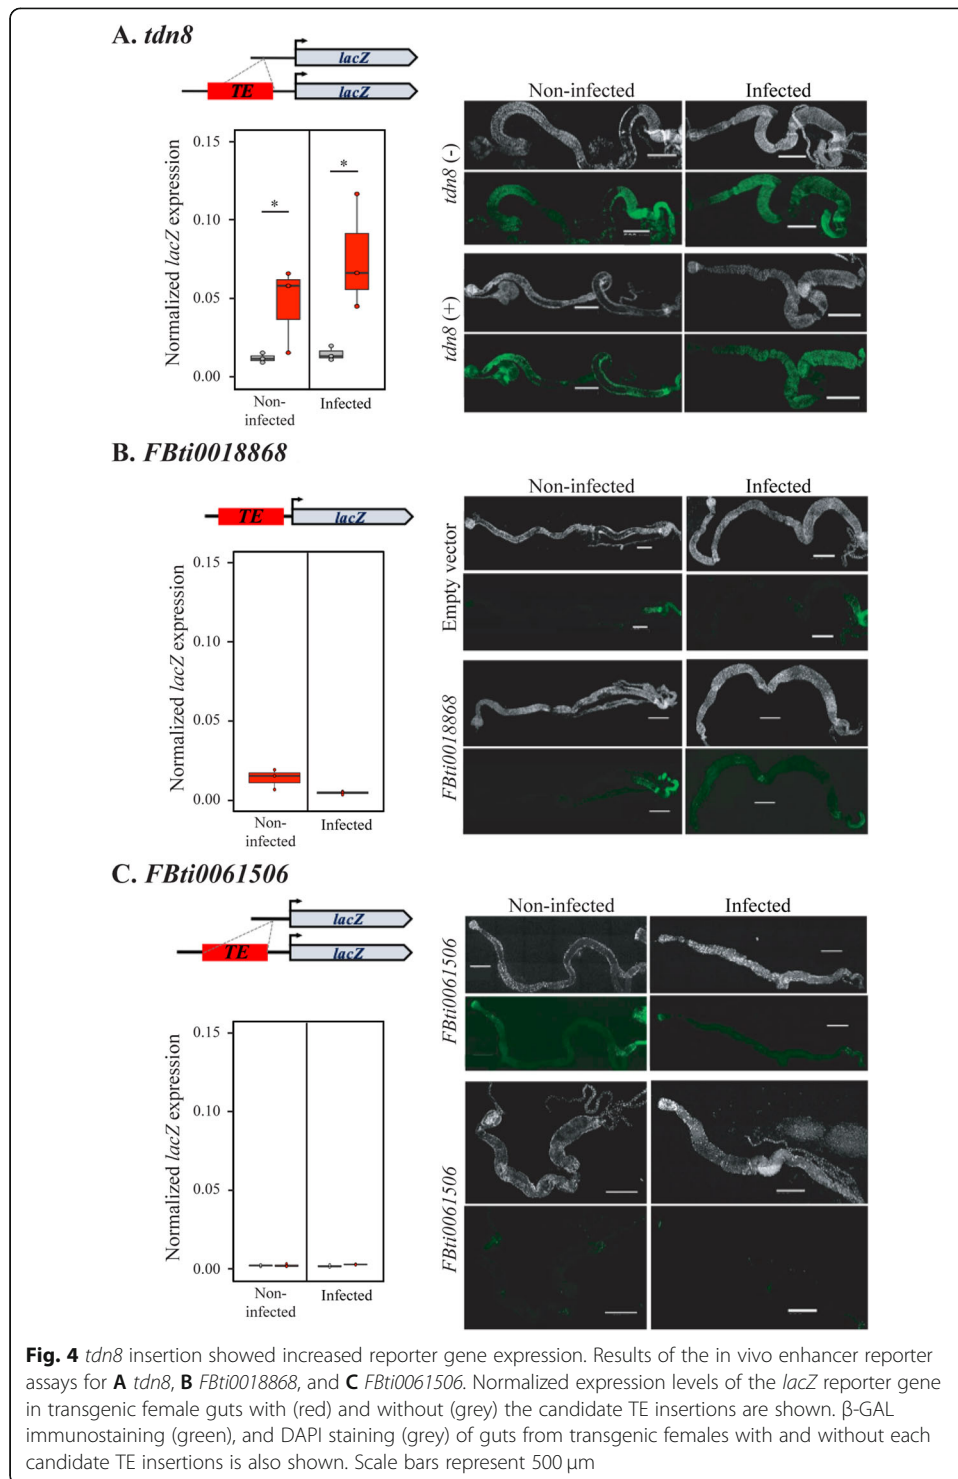 A. tdn8
lacZ
TE
lacZ
Non-infected
Infected
Normalized lacZ expression
0.15
0.10
0.05
0.00
*
*
Non-
infected
Infected
tdn8 (-)
tdn8 (+)
B. FBti0018868
TE
lacZ
Non-infected
Infected
Normalized lacZ expression
0.15
0.10
0.05
0.00
Non-
infected
Infected
Empty vector
FBti0018868
C. FBti0061506
lacZ
TE
lacZ
Non-infected
Infected
Normalized lacZ expression
0.15
0.10
0.05
0.00
Non-
infected
Infected
FBti0061506
FBti0061506
Fig. 4 tdn8 insertion showed increased reporter gene expression. Results of the in vivo enhancer reporter
assays for A tdn8, B FBti0018868, and C FBti0061506. Normalized expression levels of the lacZ reporter gene
in transgenic female guts with (red) and without (grey) the candidate TE insertions are shown. β-GAL
immunostaining (green), and DAPI staining (grey) of guts from transgenic females with and without each
candidate TE insertions is also shown. Scale bars represent 500 μm